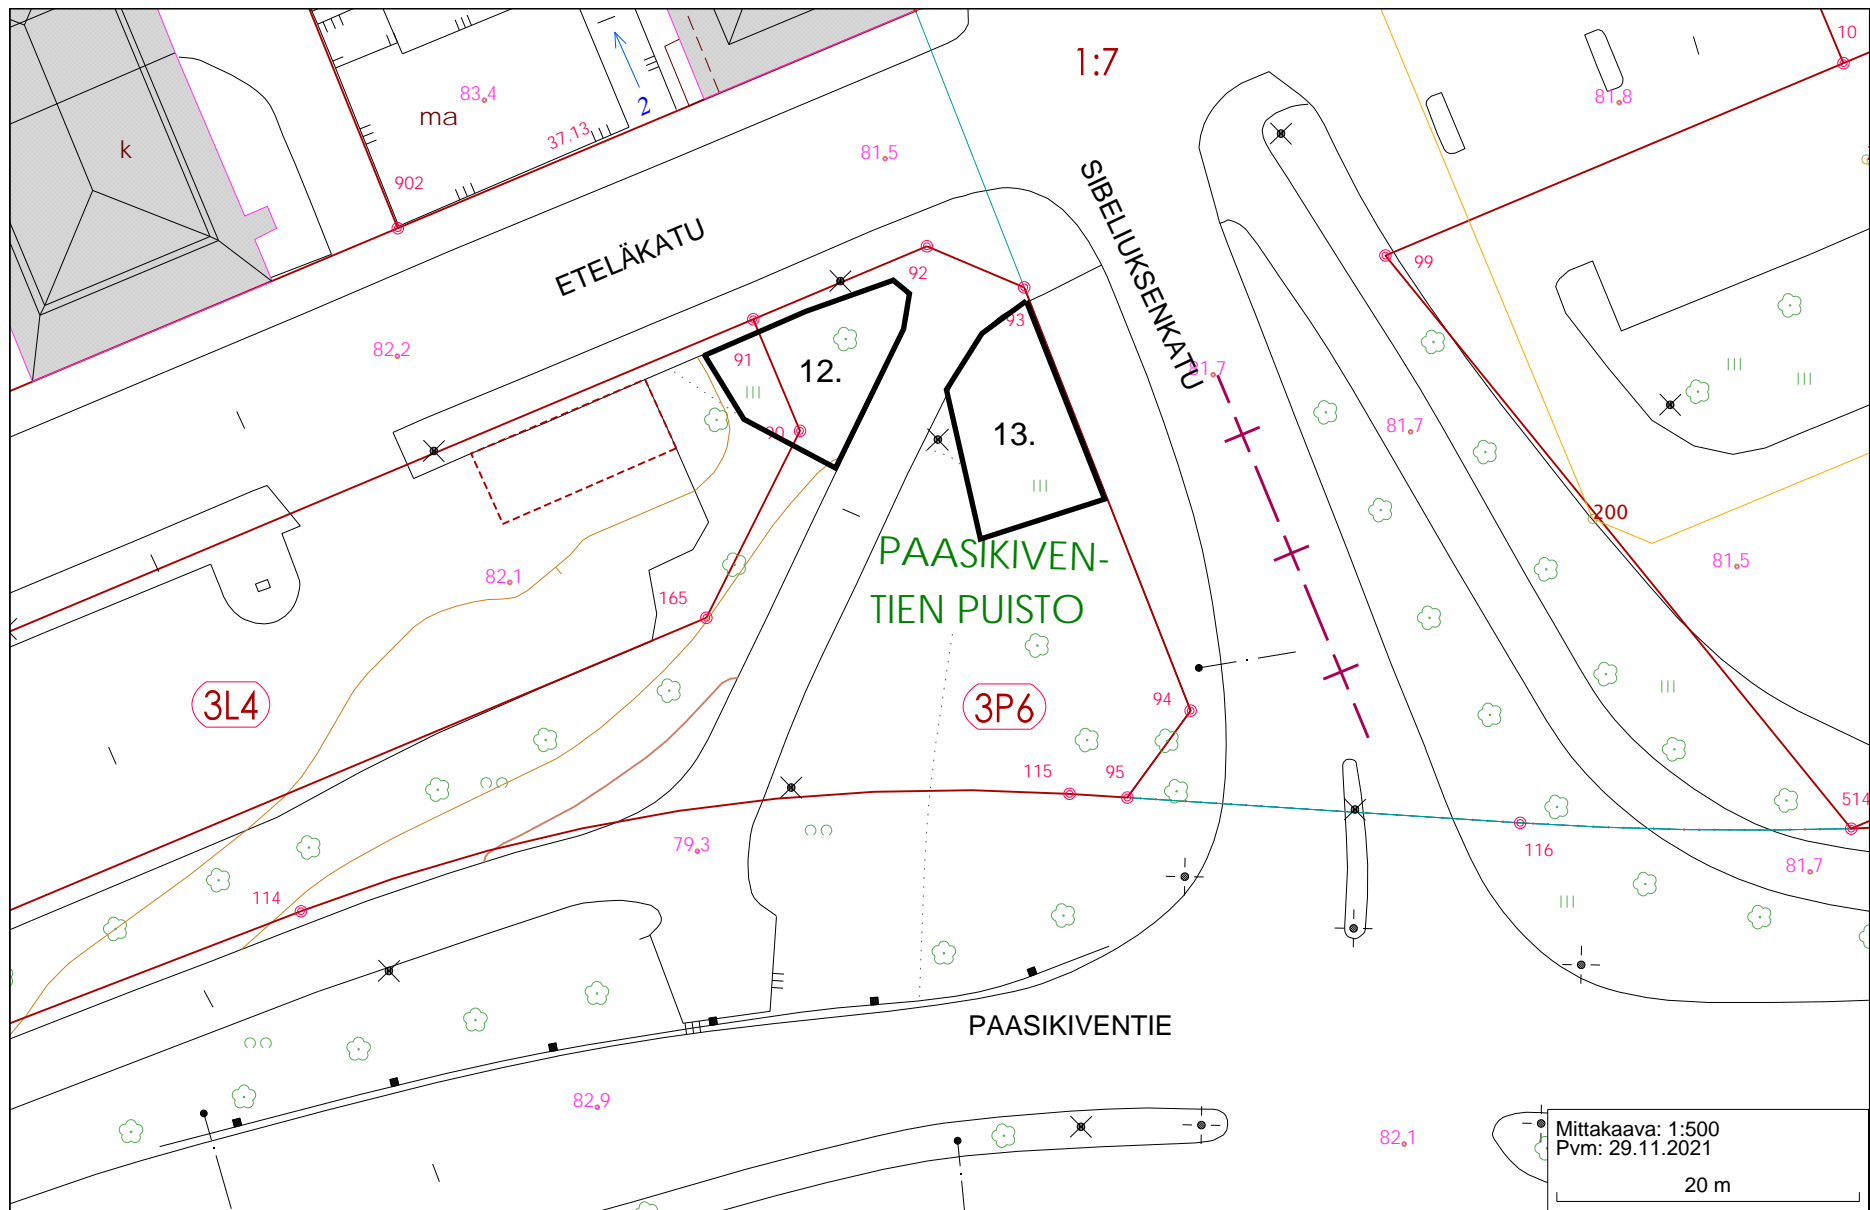 1:7
10
83.4
ma
2
37.13
81.8
k
81.5
902
SIBELIUKSENKATU
ETELÄKATU
92
99
93
82.2
91
12.
81.7
13.
90
81.7
200
PAASIKIVEN-
TIEN PUISTO
81.5
82.1
165
3L4
3P6
94
115
95
514
79.3
116
81.7
114
PAASIKIVENTIE
82.9
82.1
Mittakaava: 1:500
Pvm: 29.11.2021
20 m